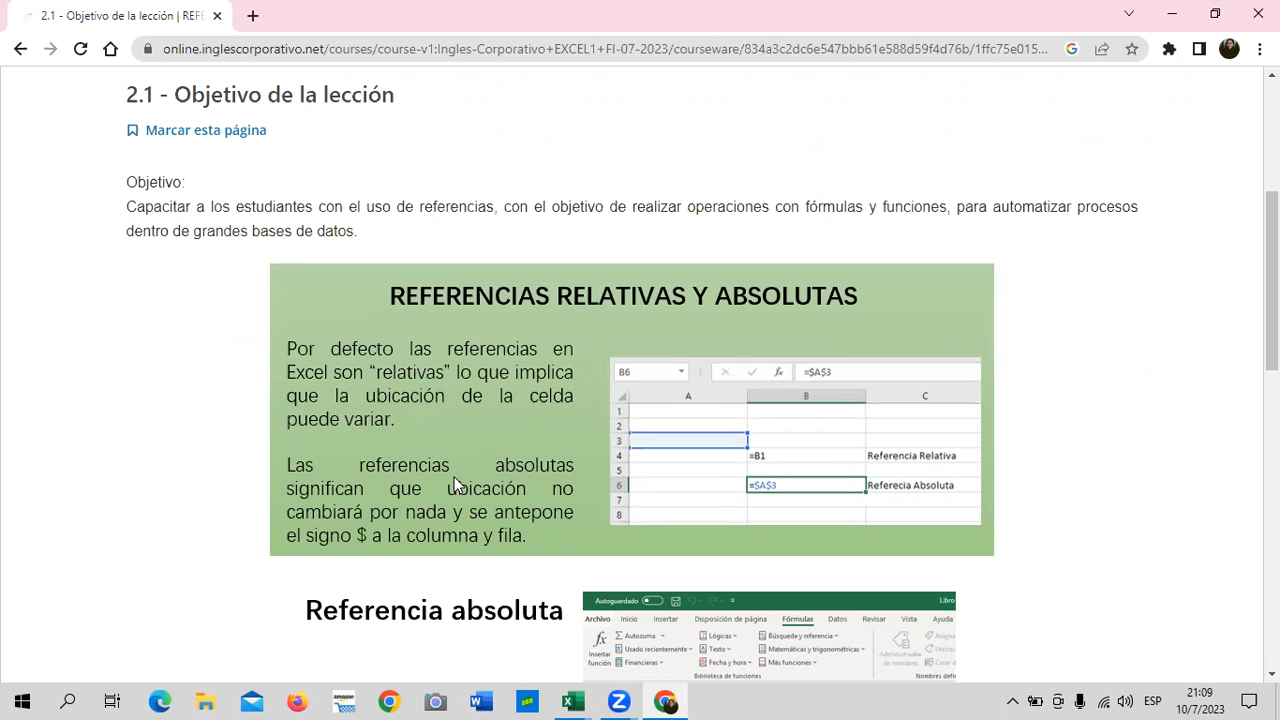 2.1 - Objetivo de la lección | REF
online.inglescorporativo.net/courses/course-v1:Ingles-Corporativo+EXCEL1+FI-07-2023/courseware/834a3c2dc6e547bbb61e588d59f4d76b/1ffc75e015...
2.1 - Objetivo de la lección
Marcar esta página
Objetivo:
Capacitar a los estudiantes con el uso de referencias, con el objetivo de realizar operaciones con fórmulas y funciones, para automatizar procesos
dentro de grandes bases de datos.
REFERENCIAS RELATIVAS Y ABSOLUTAS
Por defecto las referencias en
Excel son “relativas” lo que implica
que la ubicación de la celda
puede variar.
Las referencias absolutas
significan que ubicación no
cambiará por nada y se antepone
el signo $ a la columna y fila.
B6 fx =$A$3
A B C
1
2
3
4 =B1 Referencia Relativa
5
6 =$A$3 Referecia Absoluta
7
8
Referencia absoluta
Autoguardado Libro
Archivo Inicio Insertar Disposición de página Fórmulas Datos Revisar Vista Ayuda
fx Insertar función
Autosuma Lógicas Búsqueda y referencia
Usado recientemente Texto Matemáticas y trigonométricas
Financieras Fecha y hora Más funciones
Administrador de nombres
Biblioteca de funciones
ESP
21:09
10/7/2023